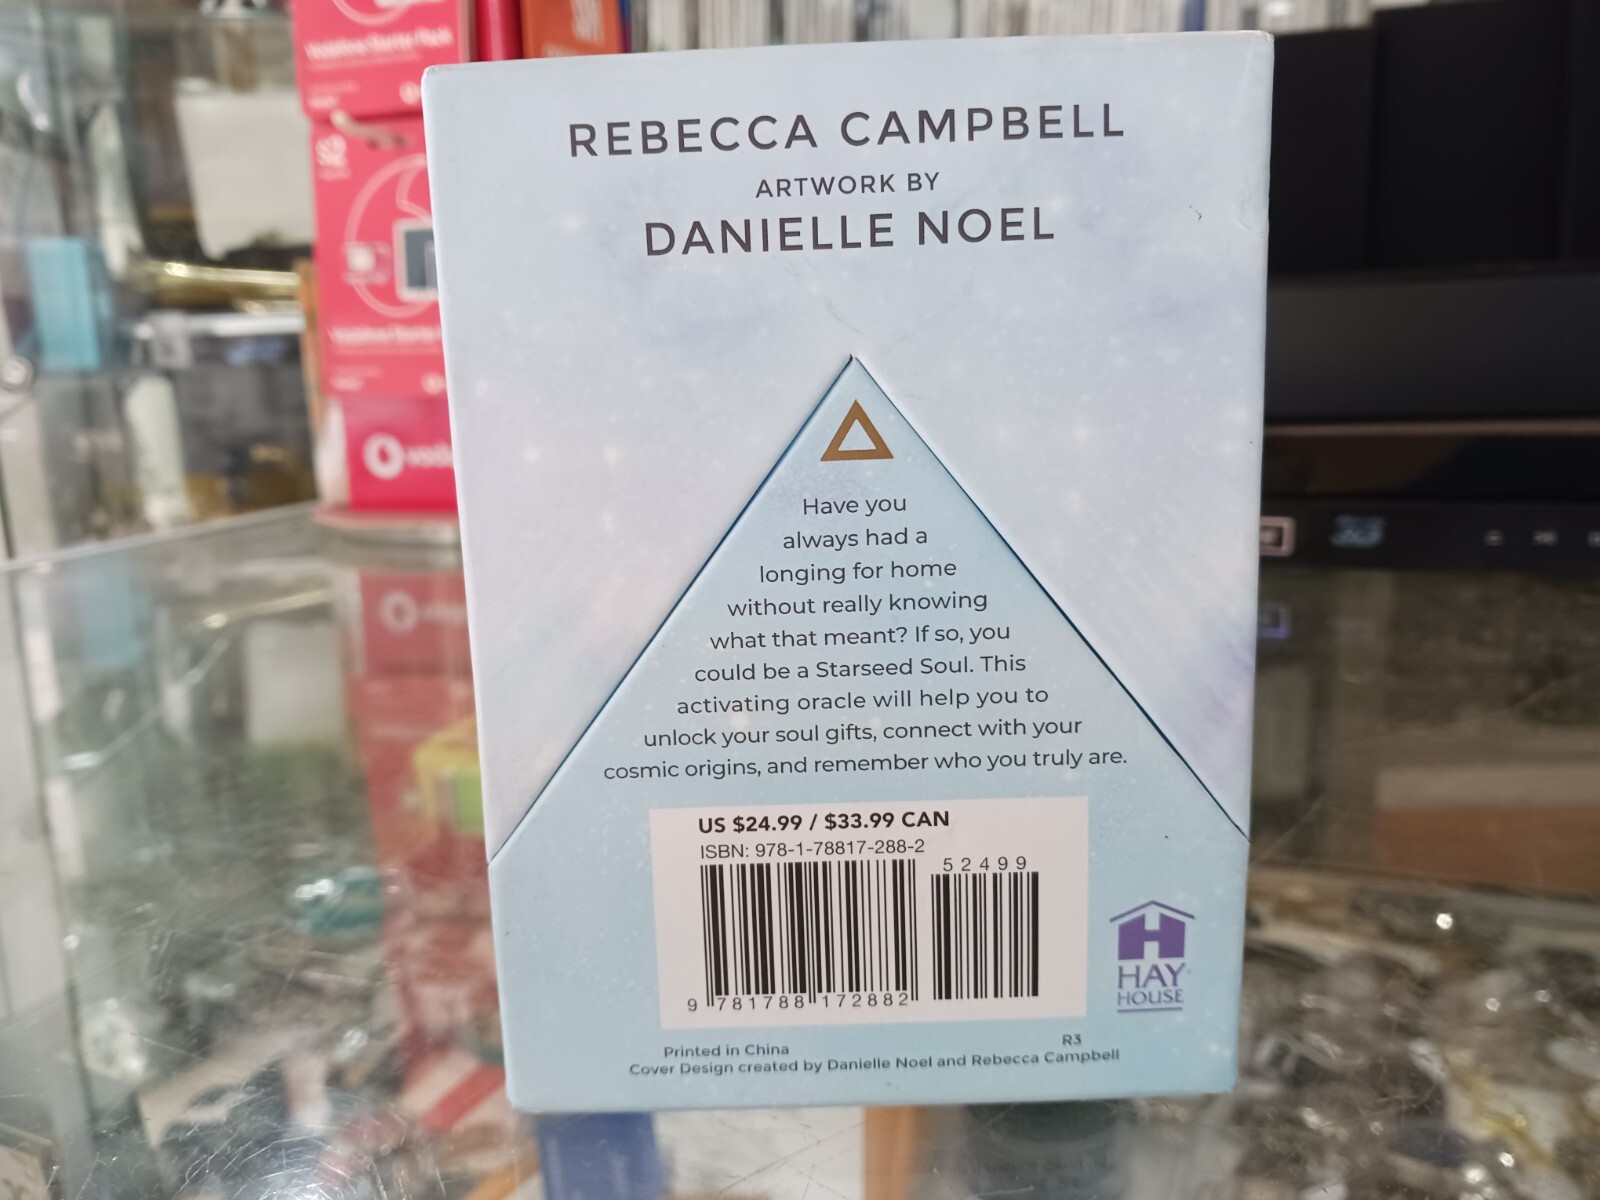 REBECCA CAMPBELL
ARTWORK BY
DANIELLE NOEL
Have you
always had a
longing for home
without really knowing
what that meant? If so, you
could be a Starseed Soul. This
activating oracle will help you to
unlock your soul gifts, connect with your
cosmic origins, and remember who you truly are.
US $24.99 / $33.99 CAN
ISBN: 978-1-78817-288-2
52499
9 781788 172882
HAY
HOUSE
Printed in China
R3
Cover Design created by Danielle Noel and Rebecca Campbell
Vodafone Starter Pack
$2